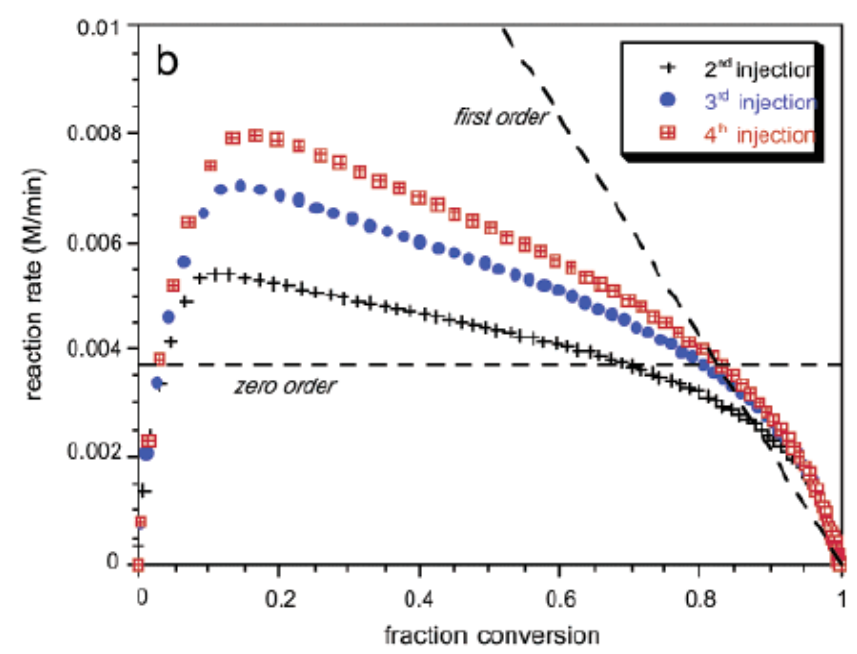 b
2nd injection
3rd injection
4th injection
first order
zero order
reaction rate (M/min)
0.01
0.008
0.006
0.004
0.002
0
0 0.2 0.4 0.6 0.8 1
fraction conversion